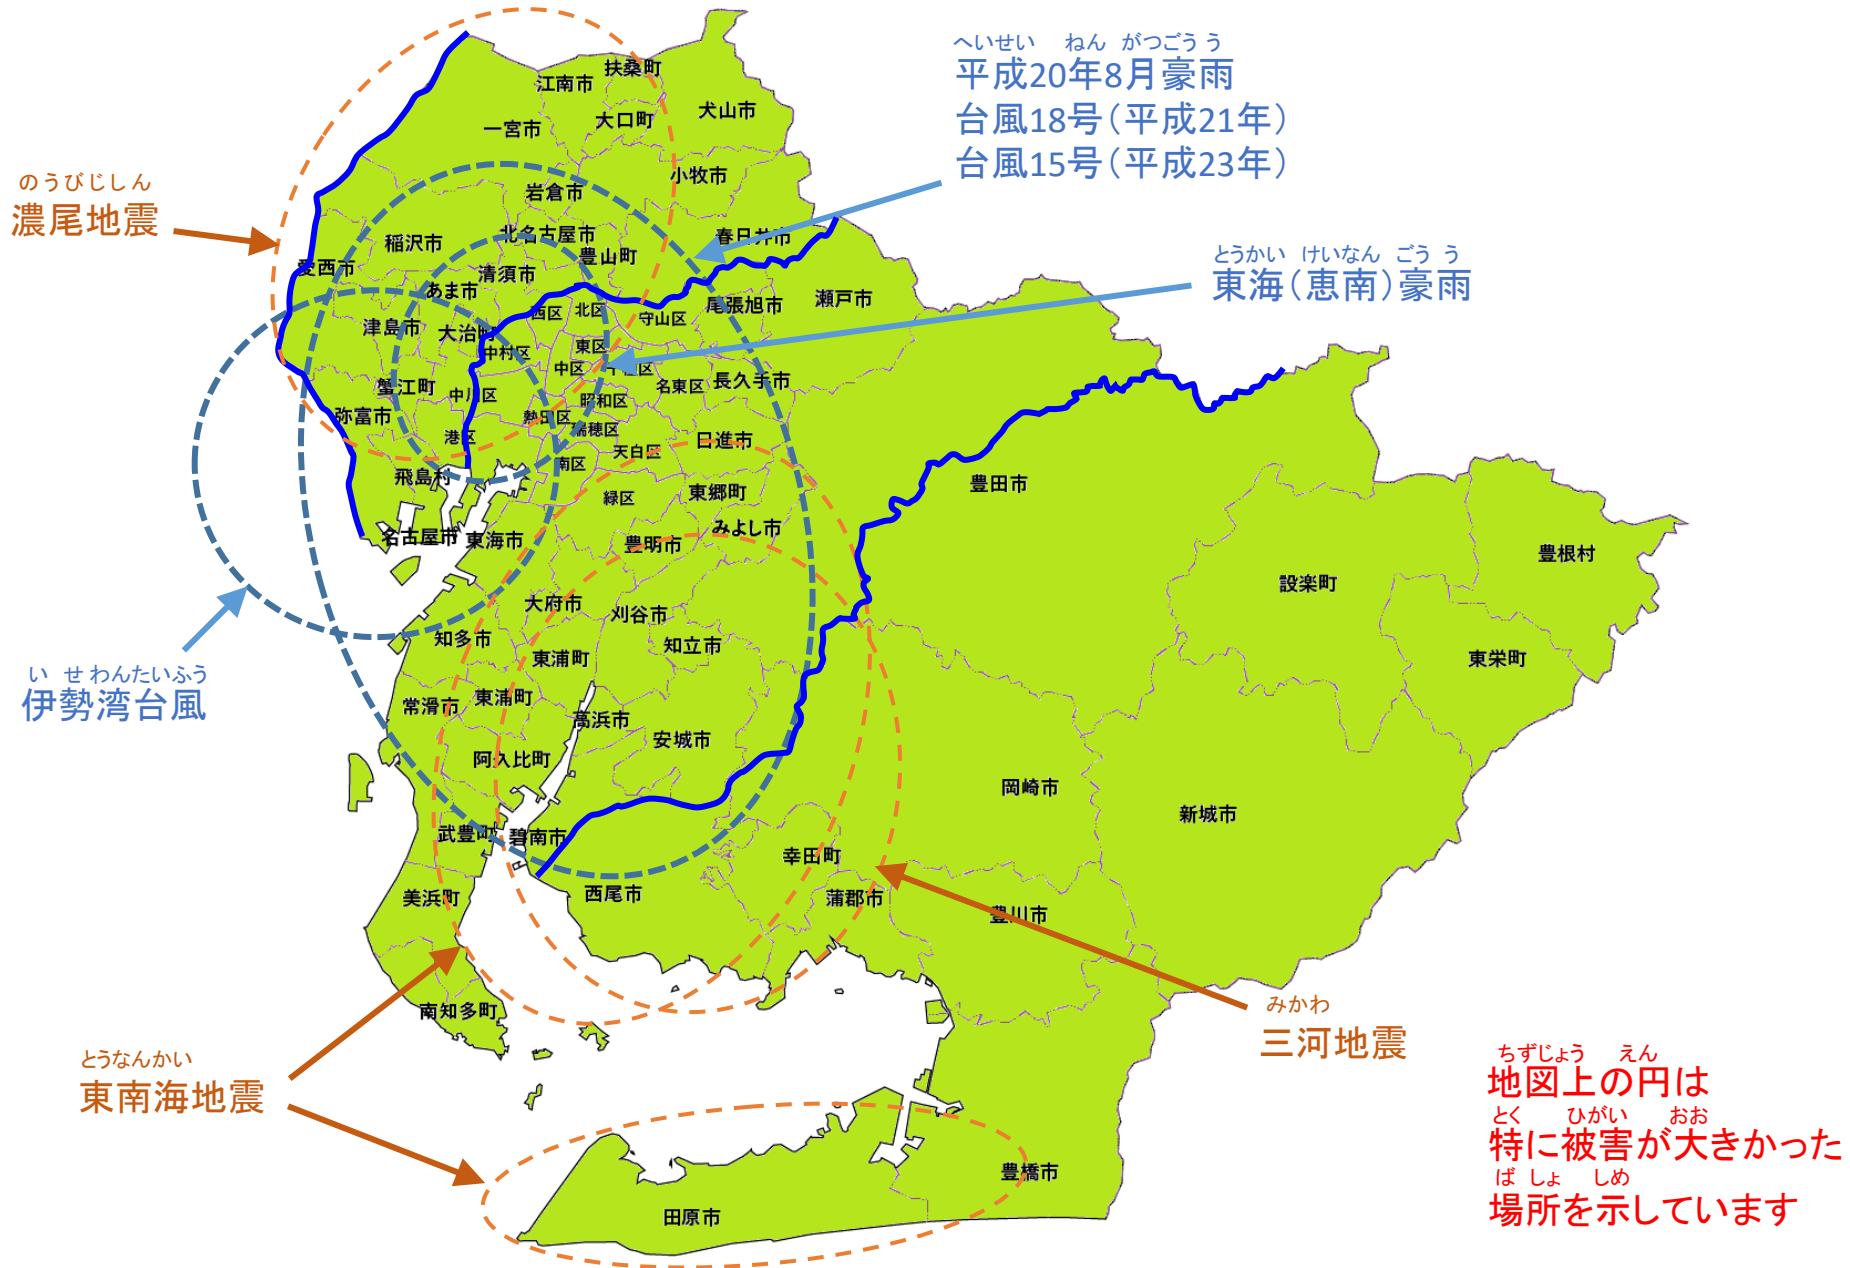 へいせい ねん がつごう う
平成20年8月豪雨
台風18号（平成21年）
台風15号（平成23年）
のうびじしん
濃尾地震
とうかい けいなん ごう う
東海（恵南）豪雨
い せ わんたいふう
伊勢湾台風
とうなんかい
東南海地震
みかわ
三河地震
ちずじょう えん
地図上の円は
とく ひがい おお
特に被害が大きかった
ば しょ しめ
場所を示しています
扶桑町
江南市
犬山市
大口町
一宮市
小牧市
岩倉市
北名古屋市
春日井市
稲沢市
豊山町
愛西市
清須市
あま市
瀬戸市
尾張旭市
西区
北区
守山区
津島市
大治町
東区
中村区
中区
千種区
名東区
長久手市
蟹江町
中川区
昭和区
弥富市
熱田区
瑞穂区
港区
日進市
天白区
南区
飛島村
豊田市
緑区
東郷町
みよし市
名古屋市
東海市
豊明市
豊根村
設楽町
大府市
刈谷市
知多市
知立市
東浦町
東栄町
東浦町
常滑市
高浜市
安城市
阿久比町
岡崎市
新城市
武豊町
碧南市
幸田町
美浜町
西尾市
蒲郡市
豊川市
南知多町
豊橋市
田原市